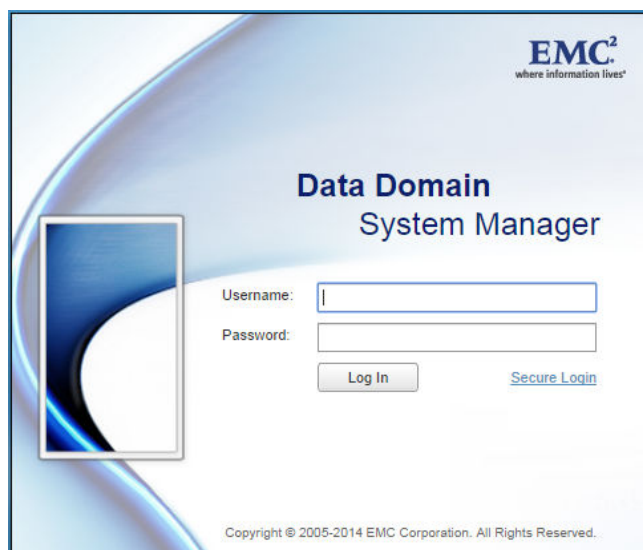 EMC²
where information lives®
Data Domain
System Manager
Username:
Password:
Log In
Secure Login
Copyright © 2005-2014 EMC Corporation. All Rights Reserved.